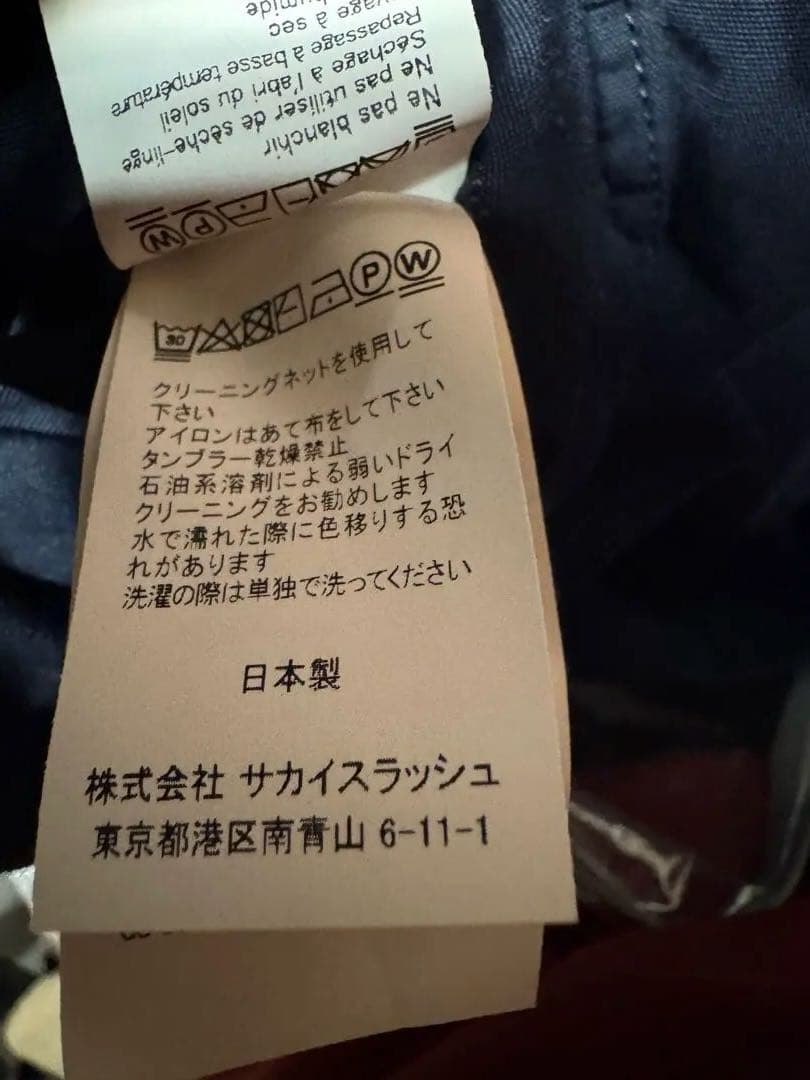 Ne pas blanchir
Ne pas utiliser de sèche-linge
Séchage à l'abri du soleil
Repassage à basse température
à sec
30
P
W
クリーニングネットを使用して
下さい
アイロンはあて布をして下さい
タンブラー乾燥禁止
石油系溶剤による弱いドライ
クリーニングをお勧めします
水で濡れた際に色移りする恐
れがあります
洗濯の際は単独で洗ってください
日本製
株式会社 サカイスラッシュ
東京都港区南青山 6-11-1